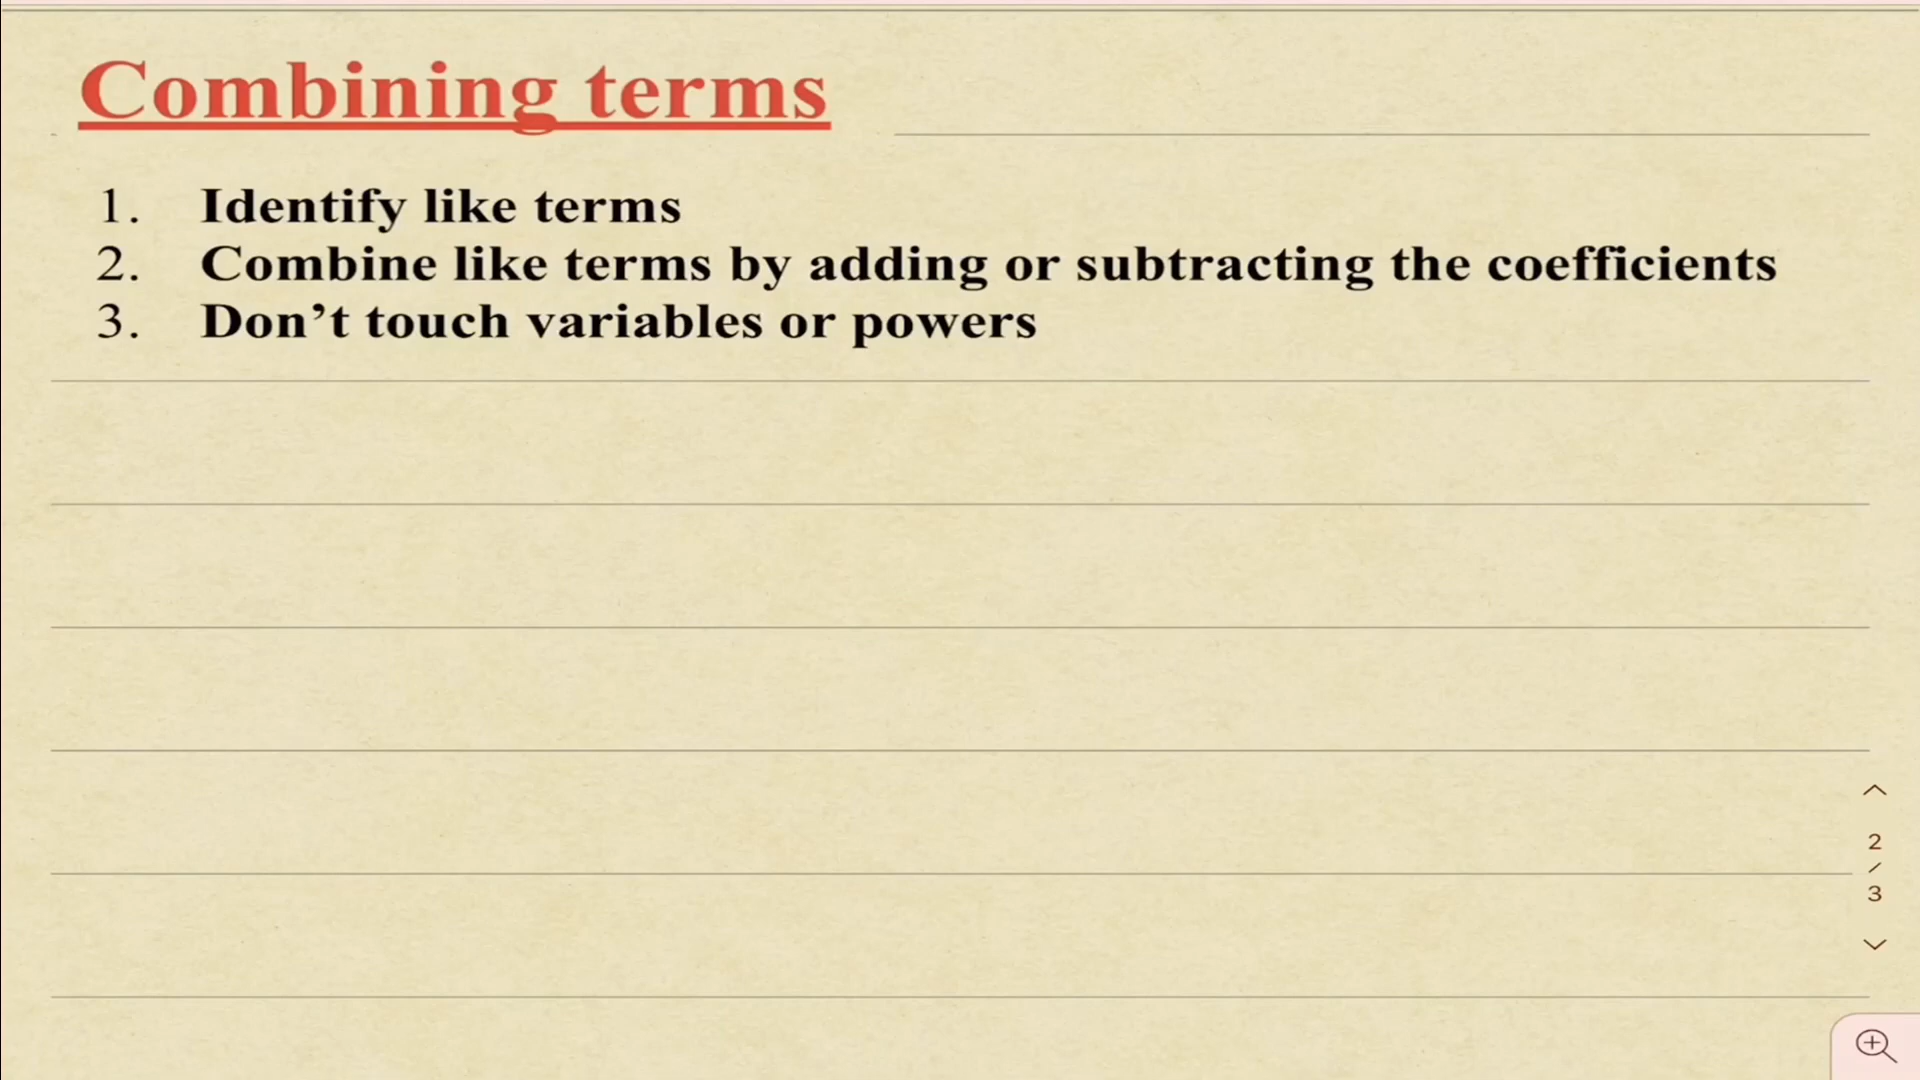 Combining terms
1. Identify like terms
2. Combine like terms by adding or subtracting the coefficients
3. Don’t touch variables or powers
2
/
3